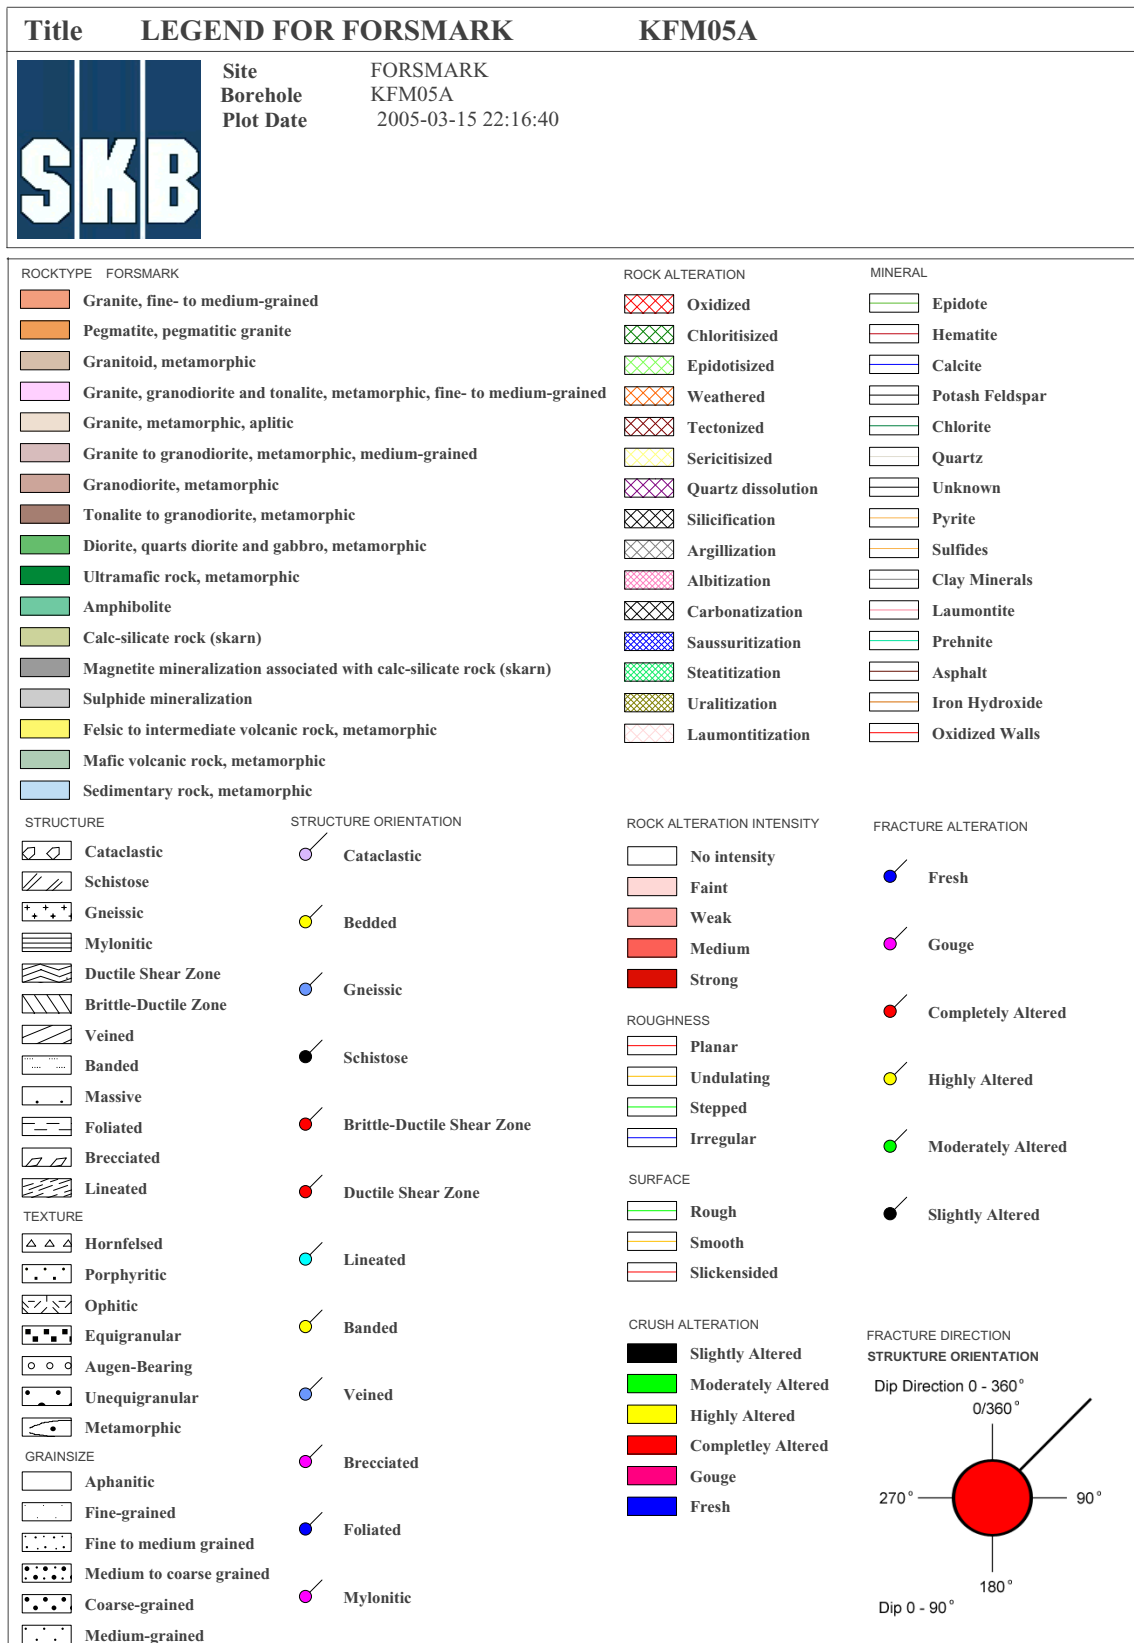 Title LEGEND FOR FORSMARK KFM05A
SKB
Site FORSMARK
Borehole KFM05A
Plot Date 2005-03-15 22:16:40
ROCKTYPE FORSMARK
Granite, fine- to medium-grained
Pegmatite, pegmatitic granite
Granitoid, metamorphic
Granite, granodiorite and tonalite, metamorphic, fine- to medium-grained
Granite, metamorphic, aplitic
Granite to granodiorite, metamorphic, medium-grained
Granodiorite, metamorphic
Tonalite to granodiorite, metamorphic
Diorite, quarts diorite and gabbro, metamorphic
Ultramafic rock, metamorphic
Amphibolite
Calc-silicate rock (skarn)
Magnetite mineralization associated with calc-silicate rock (skarn)
Sulphide mineralization
Felsic to intermediate volcanic rock, metamorphic
Mafic volcanic rock, metamorphic
Sedimentary rock, metamorphic
ROCK ALTERATION
Oxidized
Chloritisized
Epidotisized
Weathered
Tectonized
Sericitisized
Quartz dissolution
Silicification
Argillization
Albitization
Carbonatization
Saussuritization
Steatitization
Uralitization
Laumontitization
MINERAL
Epidote
Hematite
Calcite
Potash Feldspar
Chlorite
Quartz
Unknown
Pyrite
Sulfides
Clay Minerals
Laumontite
Prehnite
Asphalt
Iron Hydroxide
Oxidized Walls
STRUCTURE
Cataclastic
Schistose
Gneissic
Mylonitic
Ductile Shear Zone
Brittle-Ductile Zone
Veined
Banded
Massive
Foliated
Brecciated
Lineated
TEXTURE
Hornfelsed
Porphyritic
Ophitic
Equigranular
Augen-Bearing
Unequigranular
Metamorphic
GRAINSIZE
Aphanitic
Fine-grained
Fine to medium grained
Medium to coarse grained
Coarse-grained
Medium-grained
STRUCTURE ORIENTATION
Cataclastic
Bedded
Gneissic
Schistose
Brittle-Ductile Shear Zone
Ductile Shear Zone
Lineated
Banded
Veined
Brecciated
Foliated
Mylonitic
ROCK ALTERATION INTENSITY
No intensity
Faint
Weak
Medium
Strong
ROUGHNESS
Planar
Undulating
Stepped
Irregular
SURFACE
Rough
Smooth
Slickensided
CRUSH ALTERATION
Slightly Altered
Moderately Altered
Highly Altered
Completley Altered
Gouge
Fresh
FRACTURE ALTERATION
Fresh
Gouge
Completely Altered
Highly Altered
Moderately Altered
Slightly Altered
FRACTURE DIRECTION
STRUKTURE ORIENTATION
Dip Direction 0 - 360°
0/360°
270° 90°
180°
Dip 0 - 90°